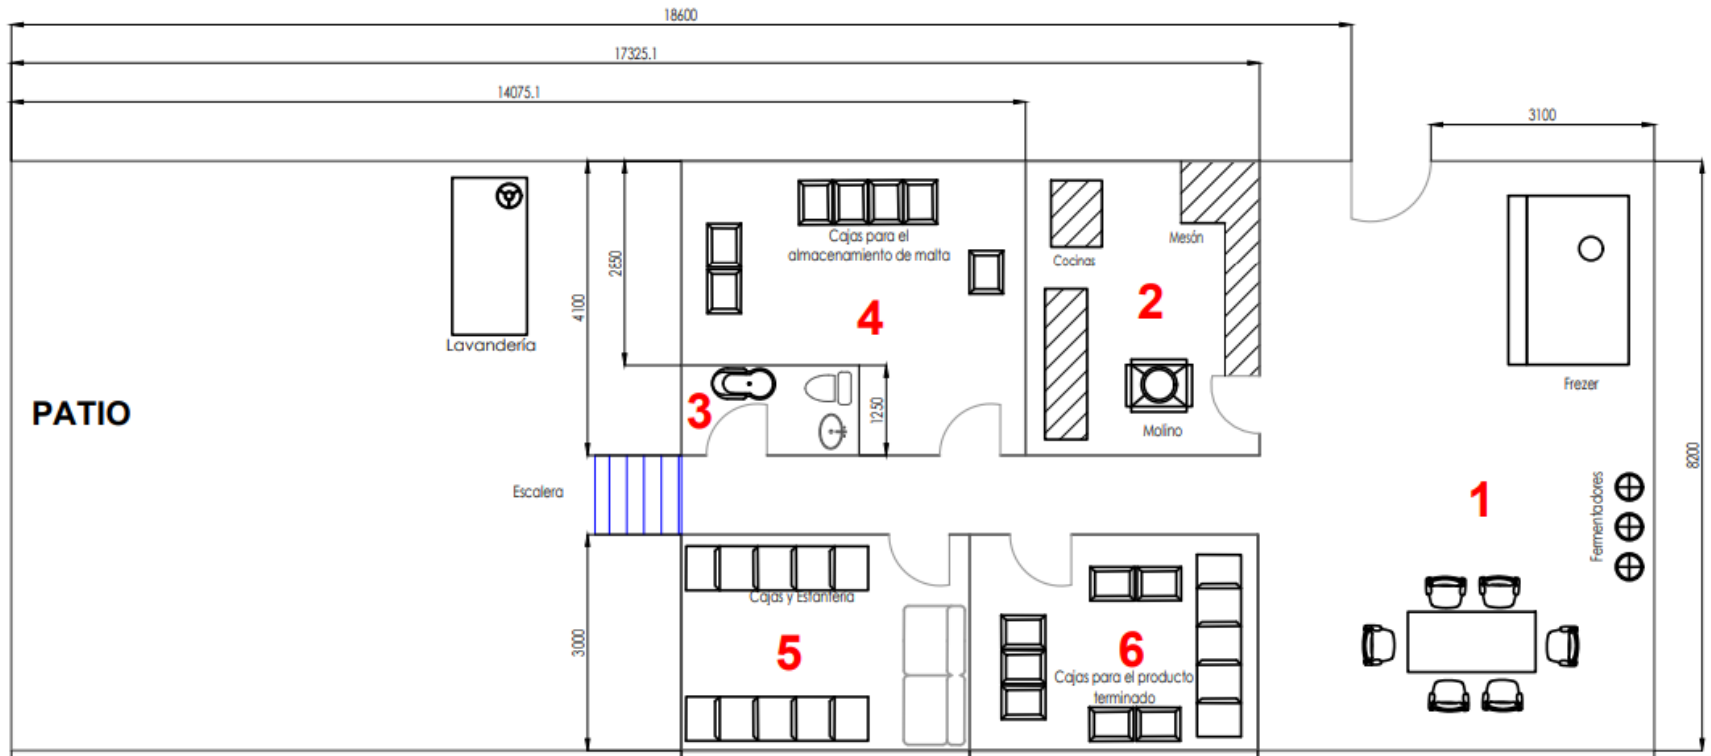 18600
17325.1
14075.1
3100
Cajas para el
almacenamiento de malta
Mesón
Cocinas
2850
4100
4
2
Lavandería
Frezer
PATIO
3
1250
Molino
8200
Escalera
1
Fermentadores
Cajas y Estantería
3000
5
6
Cajas para el producto
terminado